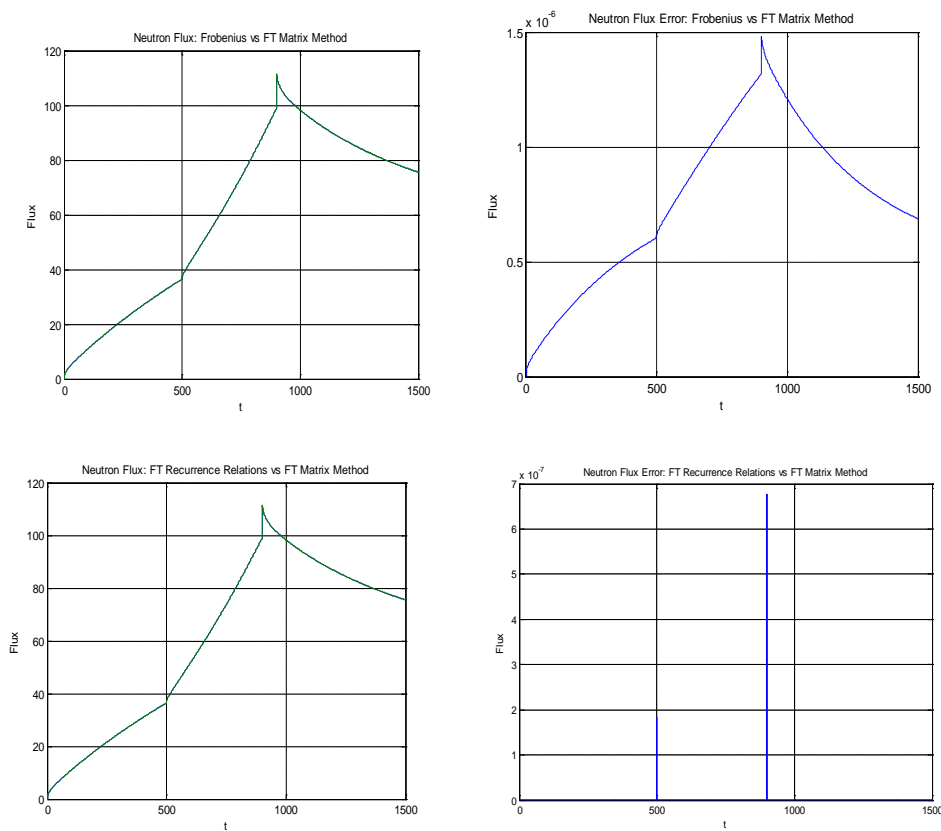 Neutron Flux: Frobenius vs FT Matrix Method
120
100
80
60
40
20
0
Flux
0 500 1000 1500
t
x 10^-6
Neutron Flux Error: Frobenius vs FT Matrix Method
1.5
1
0.5
0
Flux
0 500 1000 1500
t
Neutron Flux: FT Recurrence Relations vs FT Matrix Method
120
100
80
60
40
20
0
Flux
0 500 1000 1500
t
x 10^-7
Neutron Flux Error: FT Recurrence Relations vs FT Matrix Method
7
6
5
4
3
2
1
0
Flux
0 500 1000 1500
t